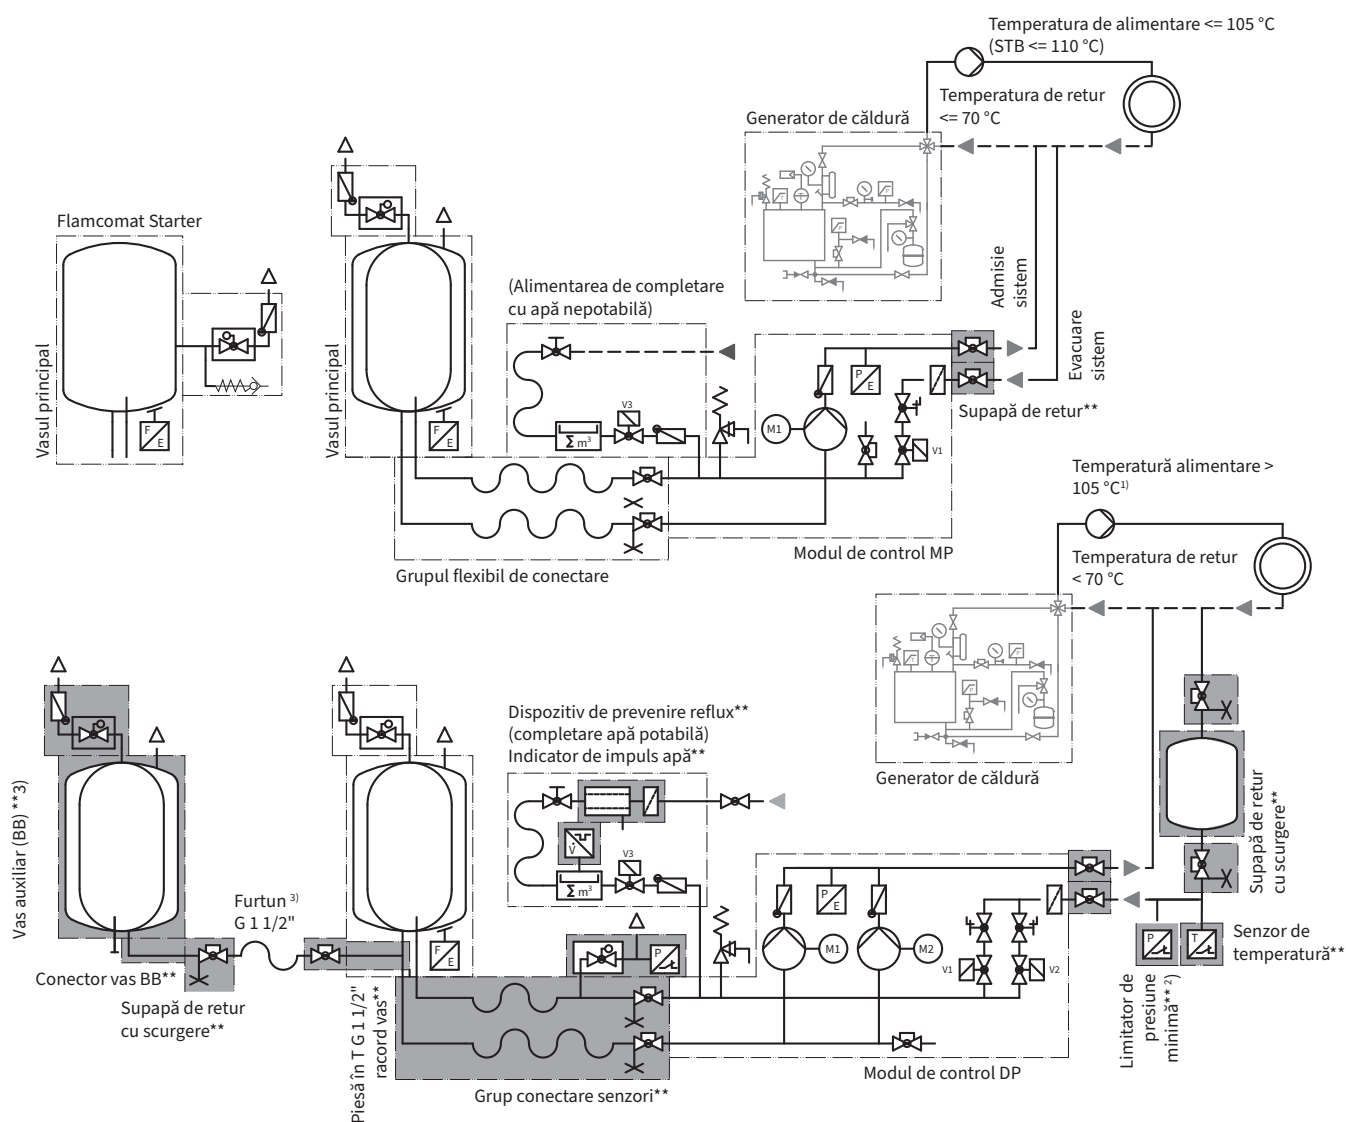 Temperatura de alimentare <= 105 °C
(STB <= 110 °C)
Temperatura de retur
<= 70 °C
Generator de căldură
Flamcomat Starter
Vasul principal
F
E
Vasul principal
F
E
(Alimentarea de completare
cu apă nepotabilă)
V3
Σ m³
M1
P
E
V1
Admisie
sistem
Evacuare
sistem
Supapă de retur**
Modul de control MP
Grupul flexibil de conectare
Temperatură alimentare >
105 °C¹⁾
Temperatura de retur
< 70 °C
Generator de căldură
Vas auxiliar (BB) **3)
Conector vas BB**
Supapă de retur
cu scurgere**
Furtun ³⁾
G 1 1/2"
F
E
Piesă în T G 1 1/2"
racord vas**
Dispozitiv de prevenire reflux**
(completare apă potabilă)
Indicator de impuls apă**
V̇
V3
Σ m³
P
Grup conectare senzori**
P
E
M1
M2
V1
V2
Modul de control DP
Supapă de retur
cu scurgere**
P
T
Senzor de
temperatură**
Limitator de
presiune
minimă** ²⁾